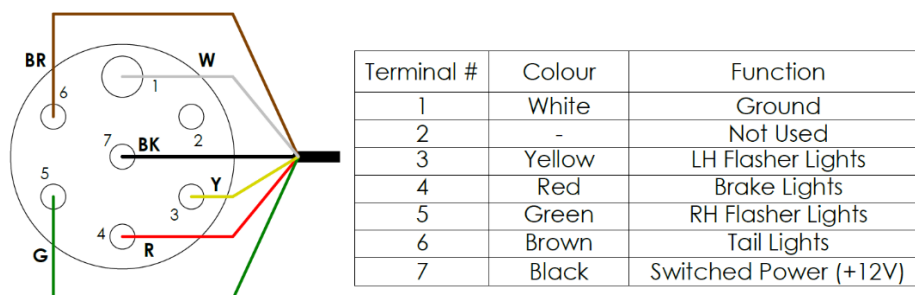 BR
W
6
1
2
7
BK
5
Y
3
4
R
G
Terminal # Colour Function
1 White Ground
2 - Not Used
3 Yellow LH Flasher Lights
4 Red Brake Lights
5 Green RH Flasher Lights
6 Brown Tail Lights
7 Black Switched Power (+12V)